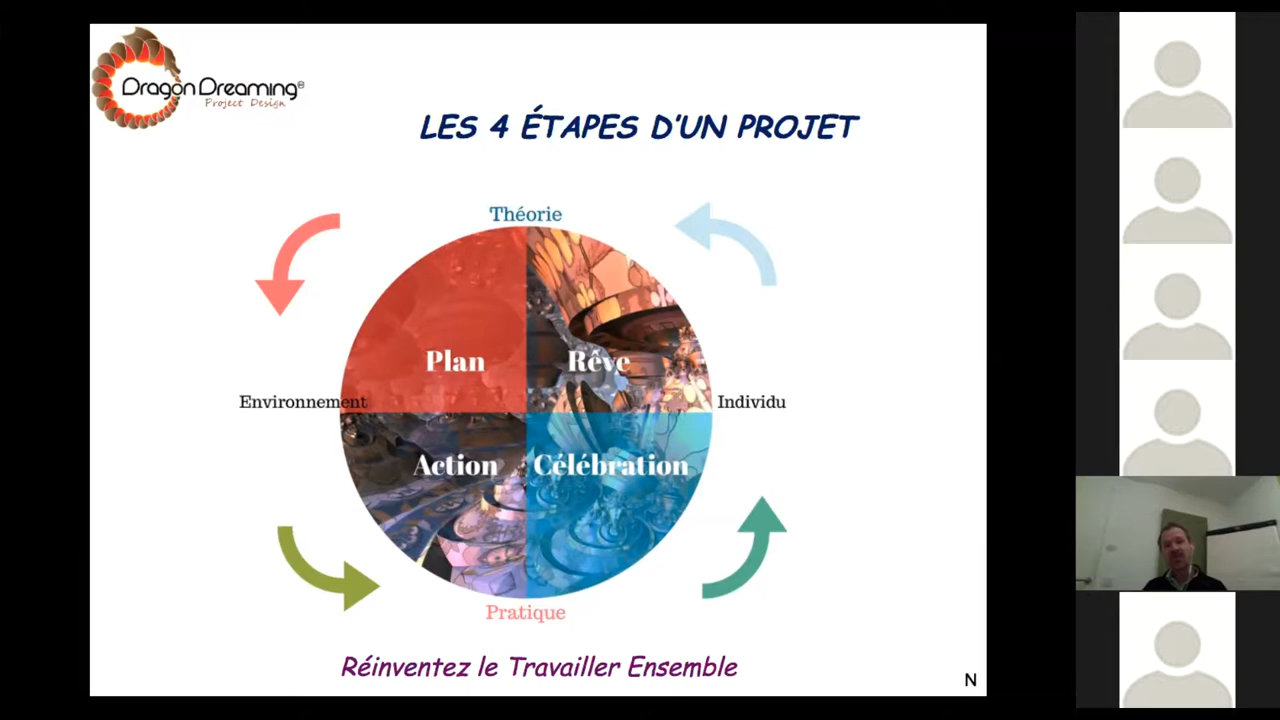 Dragon Dreaming®
Project Design
LES 4 ÉTAPES D'UN PROJET
Théorie
Plan
Rêve
Environnement
Individu
Action
Célébration
Pratique
Réinventez le Travailler Ensemble
N